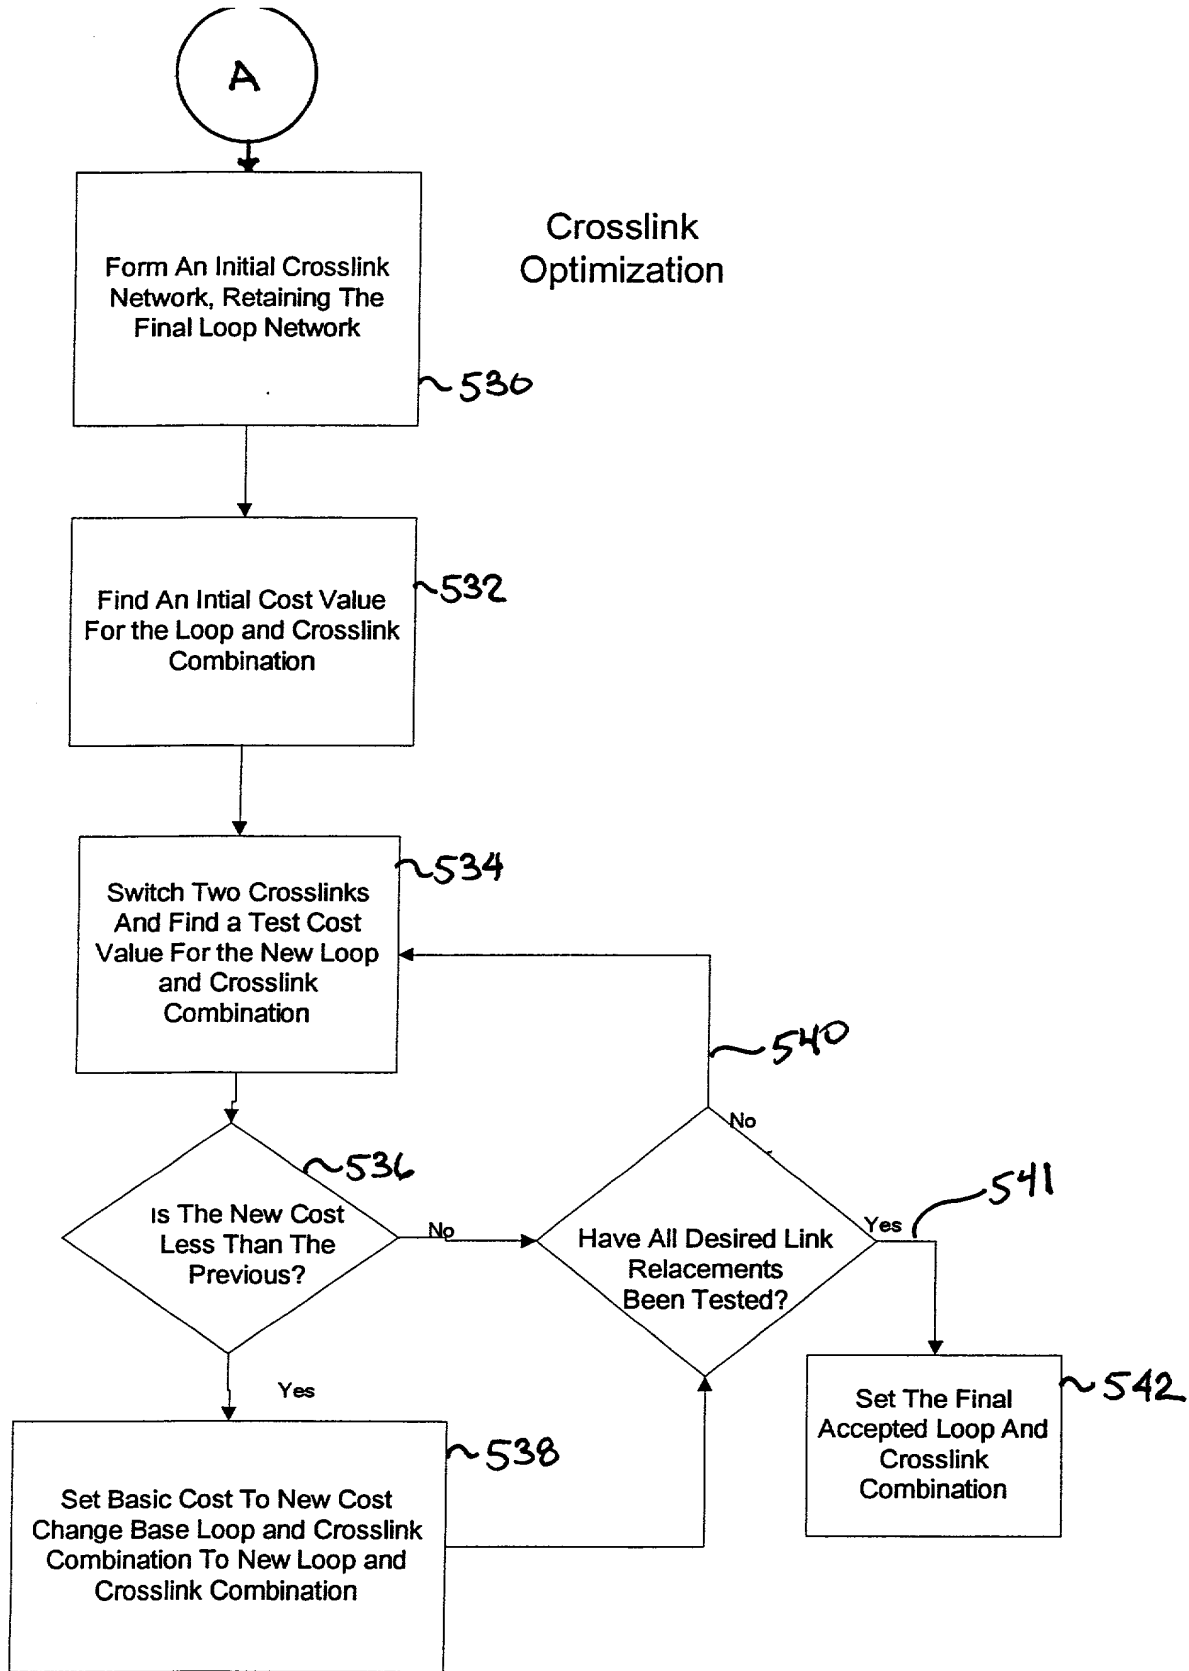 A
Crosslink
Optimization
Form An Initial Crosslink
Network, Retaining The
Final Loop Network
530
532
Find An Intial Cost Value
For the Loop and Crosslink
Combination
534
Switch Two Crosslinks
And Find a Test Cost
Value For the New Loop
and Crosslink
Combination
540
No
536
541
Is The New Cost
Less Than The
Previous?
No
Have All Desired Link
Relacements
Been Tested?
Yes
Yes
542
Set The Final
Accepted Loop And
Crosslink
Combination
538
Set Basic Cost To New Cost
Change Base Loop and Crosslink
Combination To New Loop and
Crosslink Combination